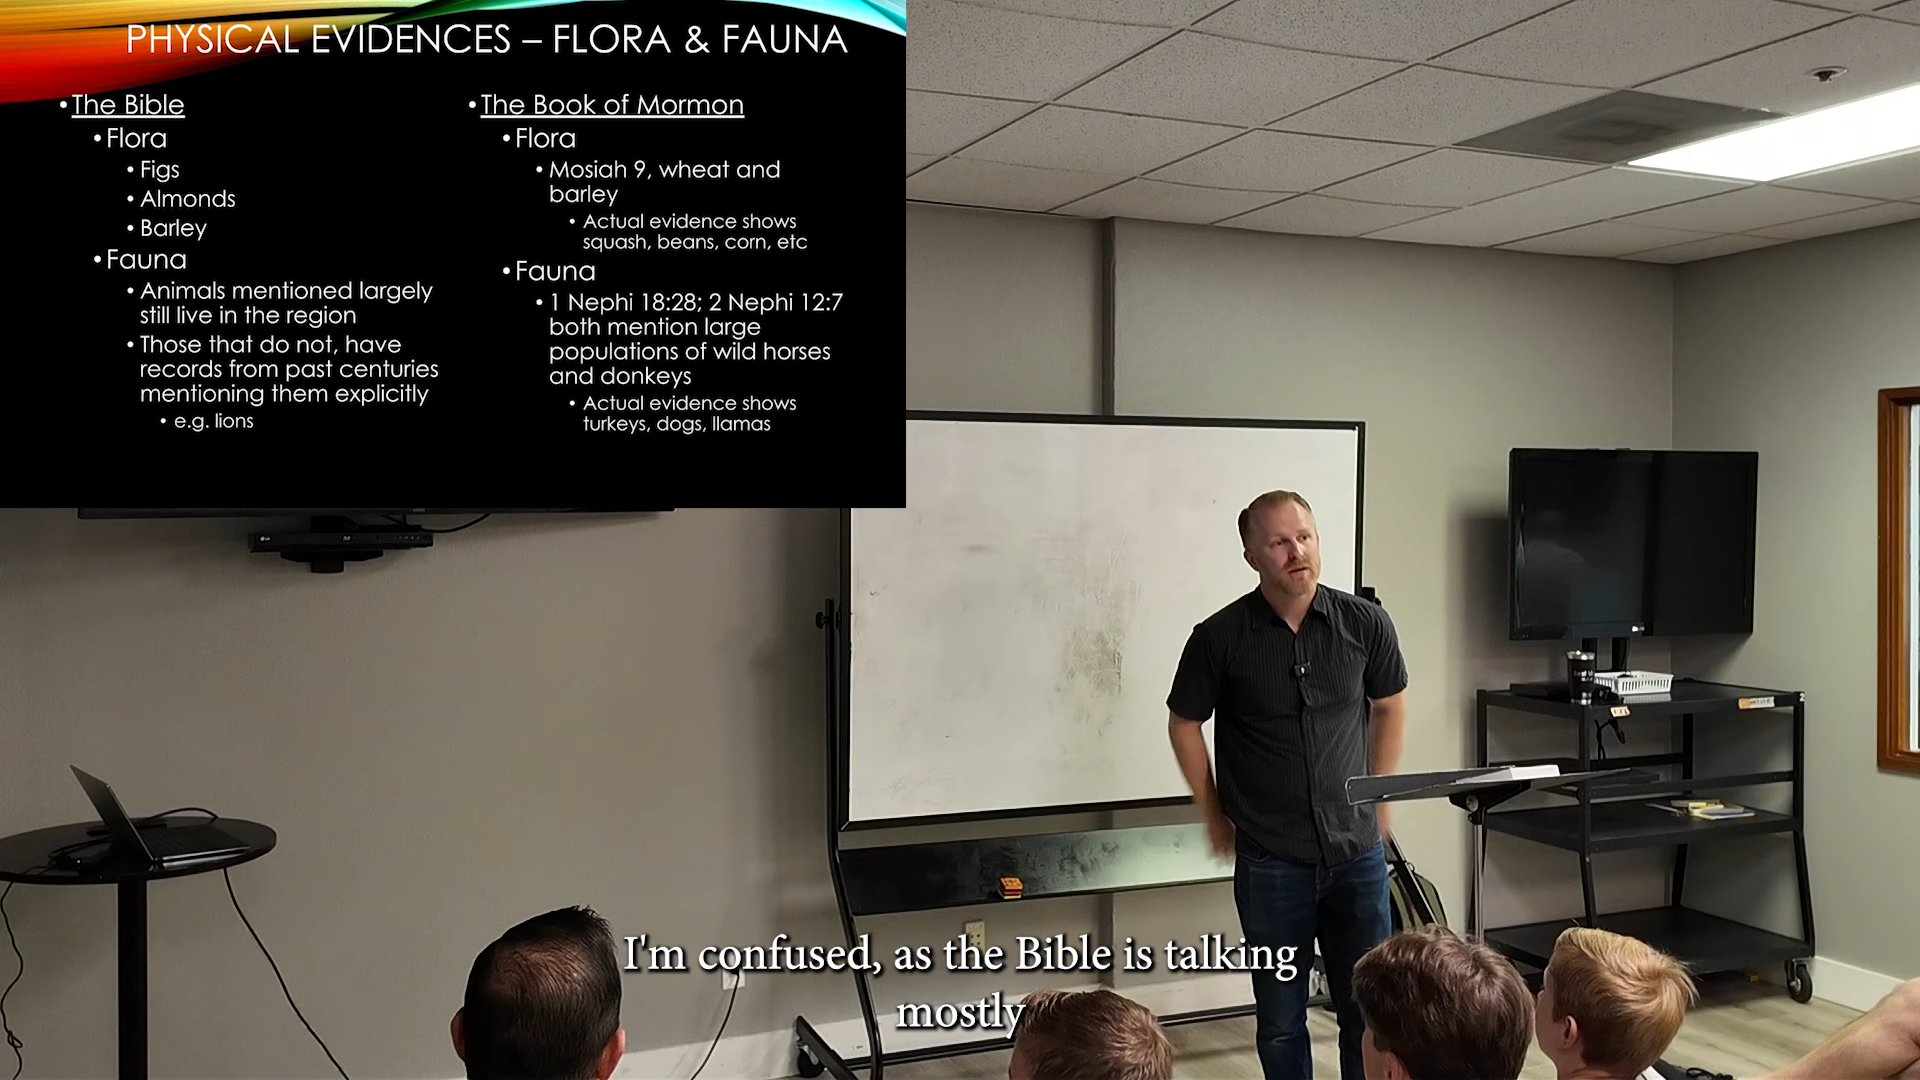 PHYSICAL EVIDENCES – FLORA & FAUNA
• The Bible
• Flora
• Figs
• Almonds
• Barley
• Fauna
• Animals mentioned largely
still live in the region
• Those that do not, have
records from past centuries
mentioning them explicitly
• e.g. lions
• The Book of Mormon
• Flora
• Mosiah 9, wheat and
barley
• Actual evidence shows
squash, beans, corn, etc
• Fauna
• 1 Nephi 18:28; 2 Nephi 12:7
both mention large
populations of wild horses
and donkeys
• Actual evidence shows
turkeys, dogs, llamas
I'm confused, as the Bible is talking
mostly